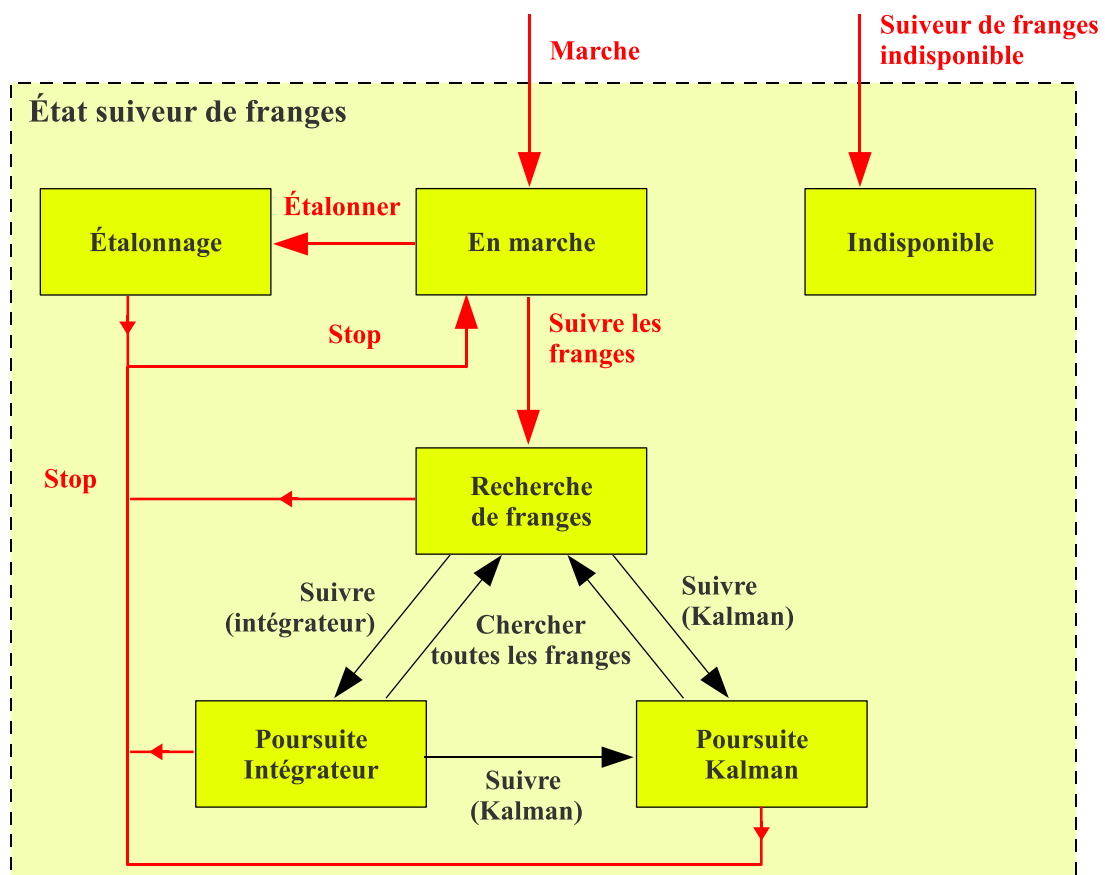 Marche
Suiveur de franges
indisponible
État suiveur de franges
Étalonnage
Étalonner
En marche
Indisponible
Stop
Suivre les
franges
Stop
Recherche
de franges
Suivre
(intégrateur)
Chercher
toutes les franges
Suivre
(Kalman)
Poursuite
Intégrateur
Suivre
(Kalman)
Poursuite
Kalman